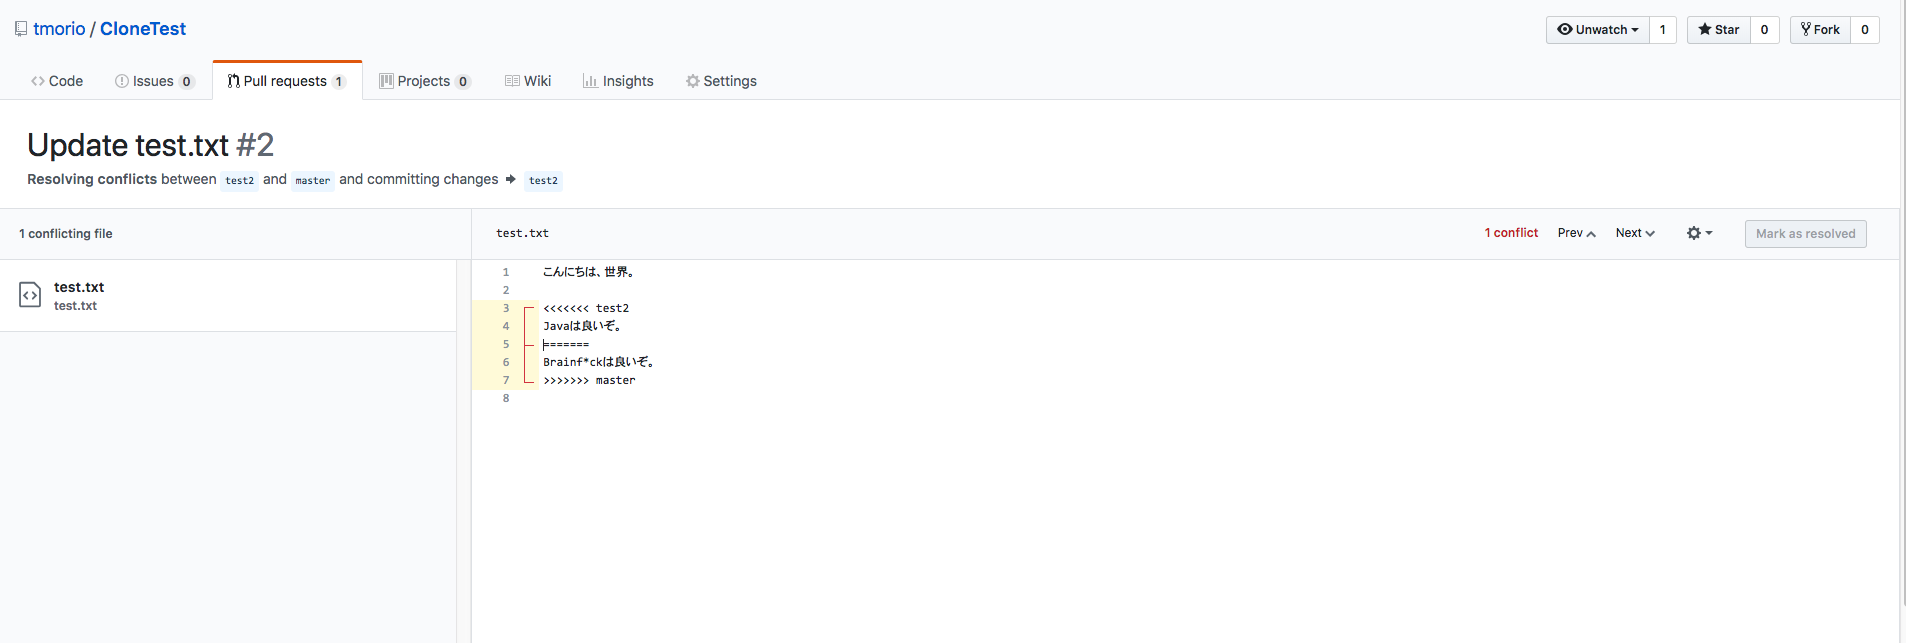 tmorio / CloneTest
Unwatch 1 Star 0 Fork 0
Code Issues 0 Pull requests 1 Projects 0 Wiki Insights Settings
Update test.txt #2
Resolving conflicts between test2 and master and committing changes test2
1 conflicting file
test.txt
test.txt
test.txt
1 conflict Prev Next Mark as resolved
1 こんにちは、世界。
2
3 <<<<<<< test2
4 Javaは良いぞ。
5 =======
6 Brainf*ckは良いぞ。
7 >>>>>>> master
8